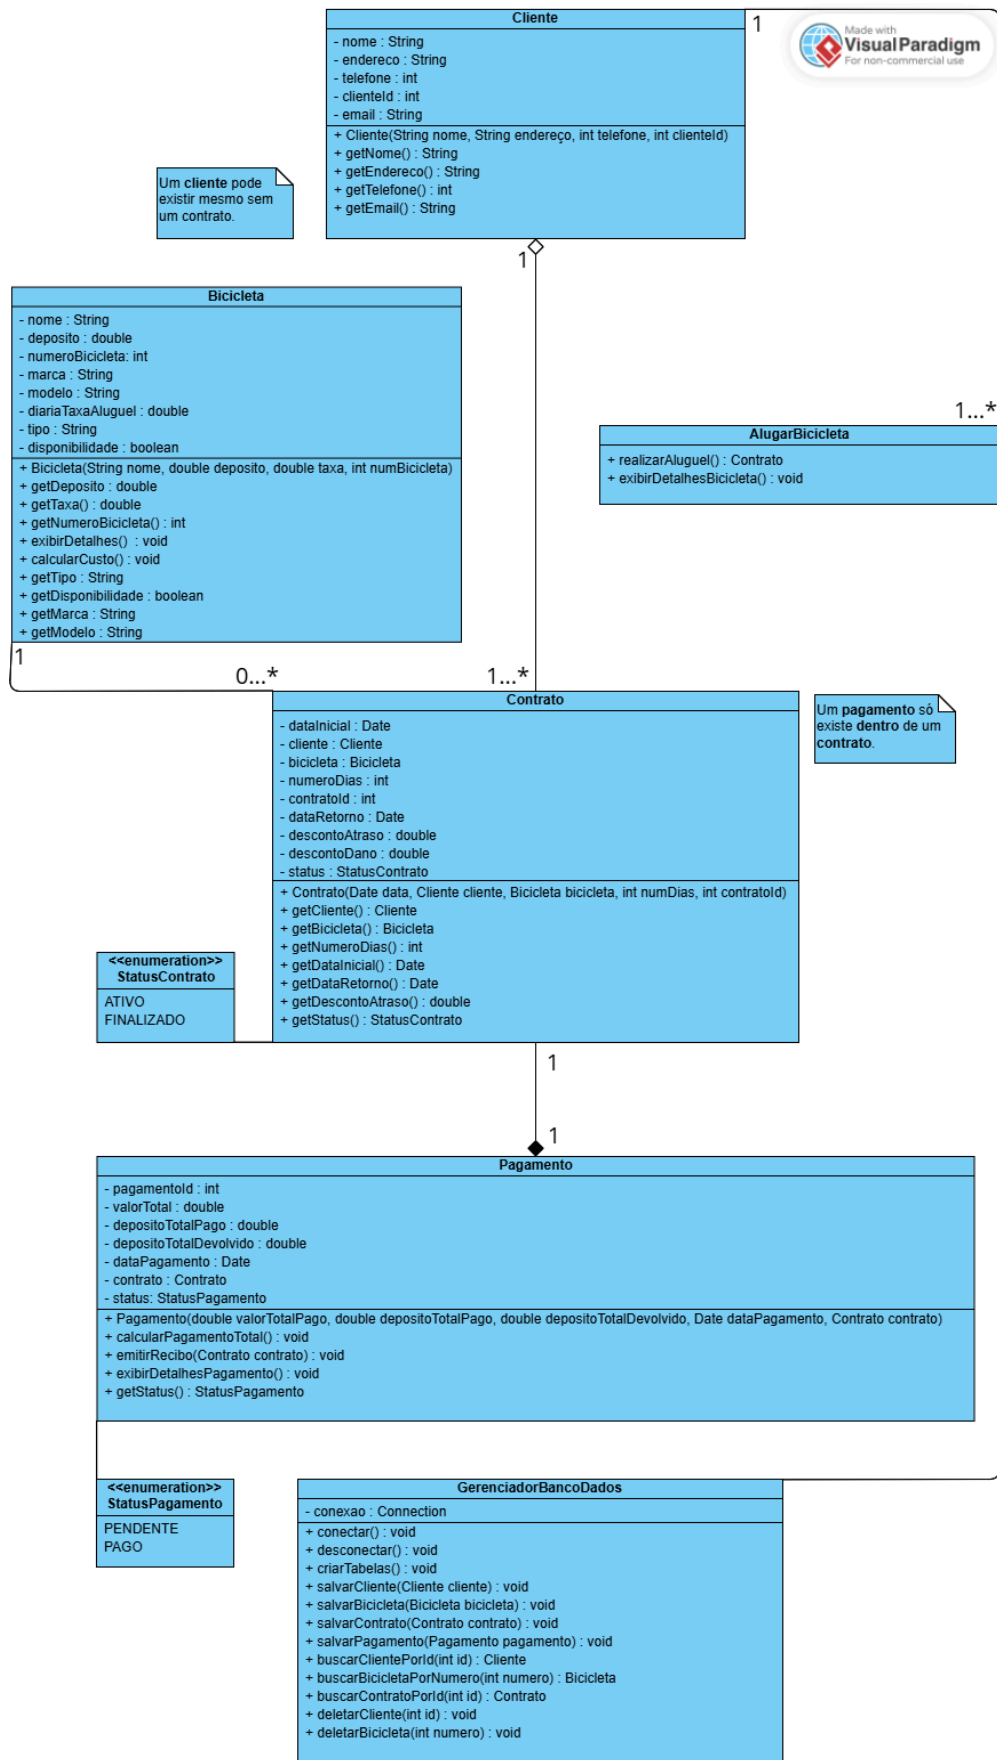 Cliente
- nome : String
- endereco : String
- telefone : int
- clienteId : int
- email : String
+ Cliente(String nome, String endereço, int telefone, int clienteId)
+ getNome() : String
+ getEndereco() : String
+ getTelefone() : int
+ getEmail() : String
1
Made with
Visual Paradigm
For non-commercial use
Um cliente pode
existir mesmo sem
um contrato.
1
Bicicleta
- nome : String
- deposito : double
- numeroBicicleta: int
- marca : String
- modelo : String
- diariaTaxaAluguel : double
- tipo : String
- disponibilidade : boolean
+ Bicicleta(String nome, double deposito, double taxa, int numBicicleta)
+ getDeposito : double
+ getTaxa() : double
+ getNumeroBicicleta() : int
+ exibirDetalhes()  : void
+ calcularCusto() : void
+ getTipo : String
+ getDisponibilidade : boolean
+ getMarca : String
+ getModelo : String
1...*
AlugarBicicleta
+ realizarAluguel() : Contrato
+ exibirDetalhesBicicleta() : void
1
0...*
1...*
Contrato
- dataInicial : Date
- cliente : Cliente
- bicicleta : Bicicleta
- numeroDias : int
- contratoId : int
- dataRetorno : Date
- descontoAtraso : double
- descontoDano : double
- status : StatusContrato
+ Contrato(Date data, Cliente cliente, Bicicleta bicicleta, int numDias, int contratoId)
+ getCliente() : Cliente
+ getBicicleta() : Bicicleta
+ getNumeroDias() : int
+ getDataInicial() : Date
+ getDataRetorno() : Date
+ getDescontoAtraso() : double
+ getStatus() : StatusContrato
Um pagamento só
existe dentro de um
contrato.
<<enumeration>>
StatusContrato
ATIVO
FINALIZADO
1
1
Pagamento
- pagamentoId : int
- valorTotal : double
- depositoTotalPago : double
- depositoTotalDevolvido : double
- dataPagamento : Date
- contrato : Contrato
- status: StatusPagamento
+ Pagamento(double valorTotalPago, double depositoTotalPago, double depositoTotalDevolvido, Date dataPagamento, Contrato contrato)
+ calcularPagamentoTotal() : void
+ emitirRecibo(Contrato contrato) : void
+ exibirDetalhesPagamento() : void
+ getStatus() : StatusPagamento
<<enumeration>>
StatusPagamento
PENDENTE
PAGO
GerenciadorBancoDados
- conexao : Connection
+ conectar() : void
+ desconectar() : void
+ criarTabelas() : void
+ salvarCliente(Cliente cliente) : void
+ salvarBicicleta(Bicicleta bicicleta) : void
+ salvarContrato(Contrato contrato) : void
+ salvarPagamento(Pagamento pagamento) : void
+ buscarClientePorId(int id) : Cliente
+ buscarBicicletaPorNumero(int numero) : Bicicleta
+ buscarContratoPorId(int id) : Contrato
+ deletarCliente(int id) : void
+ deletarBicicleta(int numero) : void